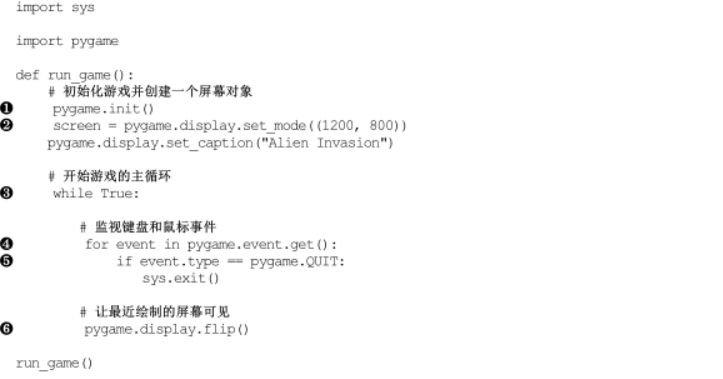 import sys
import pygame
def run_game():
# 初始化游戏并创建一个屏幕对象
❶ pygame.init()
❷ screen = pygame.display.set_mode((1200, 800))
pygame.display.set_caption("Alien Invasion")
# 开始游戏的主循环
❸ while True:
# 监视键盘和鼠标事件
❹ for event in pygame.event.get():
❺ if event.type == pygame.QUIT:
sys.exit()
# 让最近绘制的屏幕可见
❻ pygame.display.flip()
run_game()